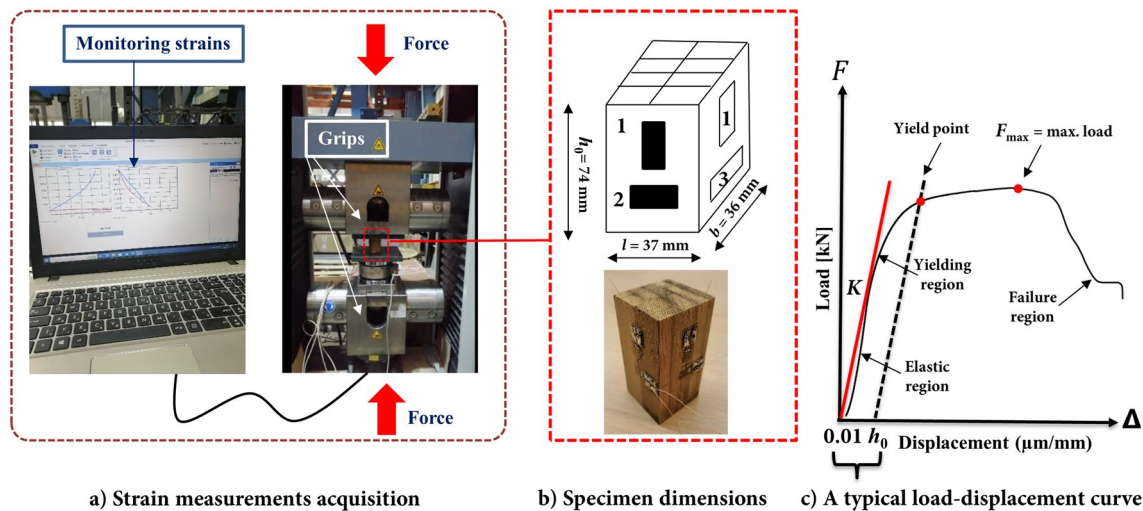 Monitoring strains
Force
Grips
Force
a) Strain measurements acquisition
1
1
2
3
h₀= 74 mm
l = 37 mm
b = 36 mm
b) Specimen dimensions
F
Load [kN]
Yield point
Fmax = max. load
K
Yielding
region
Failure
region
Elastic
region
0.01 h₀
Displacement (µm/mm)
Δ
c) A typical load-displacement curve